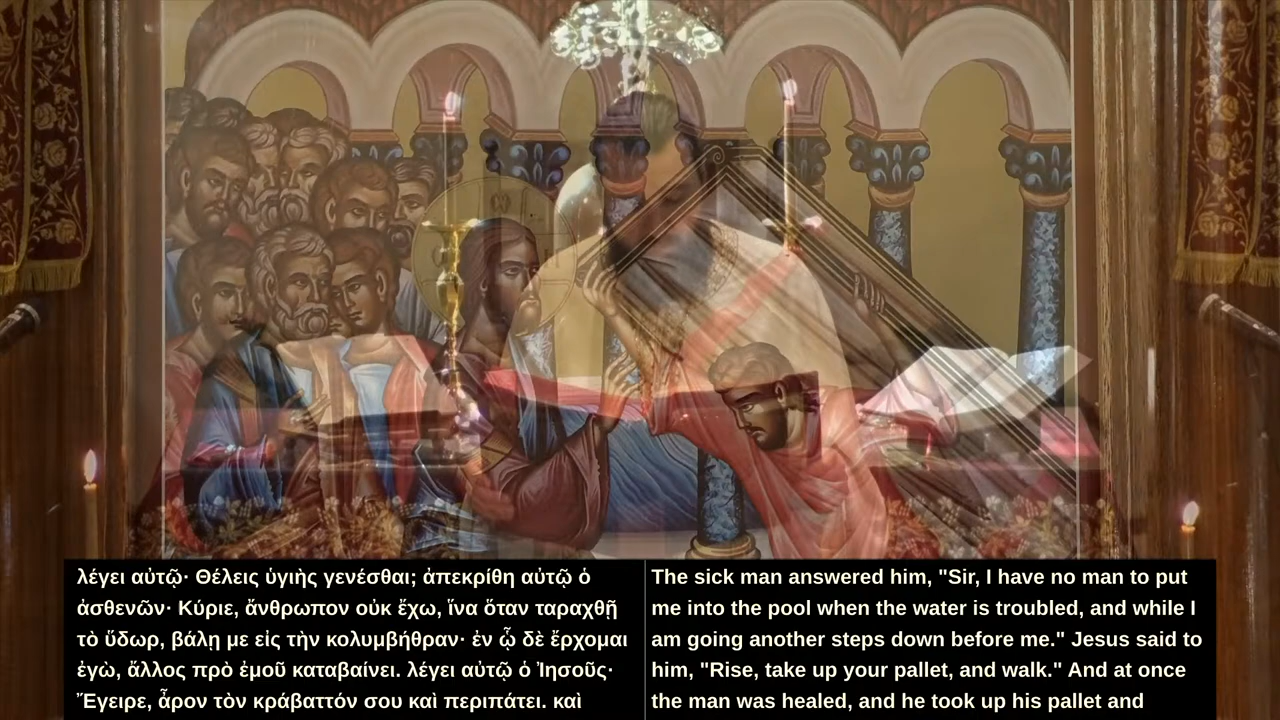 λέγει αὐτῷ· Θέλεις ὑγιὴς γενέσθαι; ἀπεκρίθη αὐτῷ ὁ
ἀσθενῶν· Κύριε, ἄνθρωπον οὐκ ἔχω, ἵνα ὅταν ταραχθῇ
τὸ ὕδωρ, βάλῃ με εἰς τὴν κολυμβήθραν· ἐν ᾧ δὲ ἔρχομαι
ἐγὼ, ἄλλος πρὸ ἐμοῦ καταβαίνει. λέγει αὐτῷ ὁ Ἰησοῦς·
Ἔγειρε, ἆρον τὸν κράβαττόν σου καὶ περιπάτει. καὶ
The sick man answered him, "Sir, I have no man to put
me into the pool when the water is troubled, and while I
am going another steps down before me." Jesus said to
him, "Rise, take up your pallet, and walk." And at once
the man was healed, and he took up his pallet and